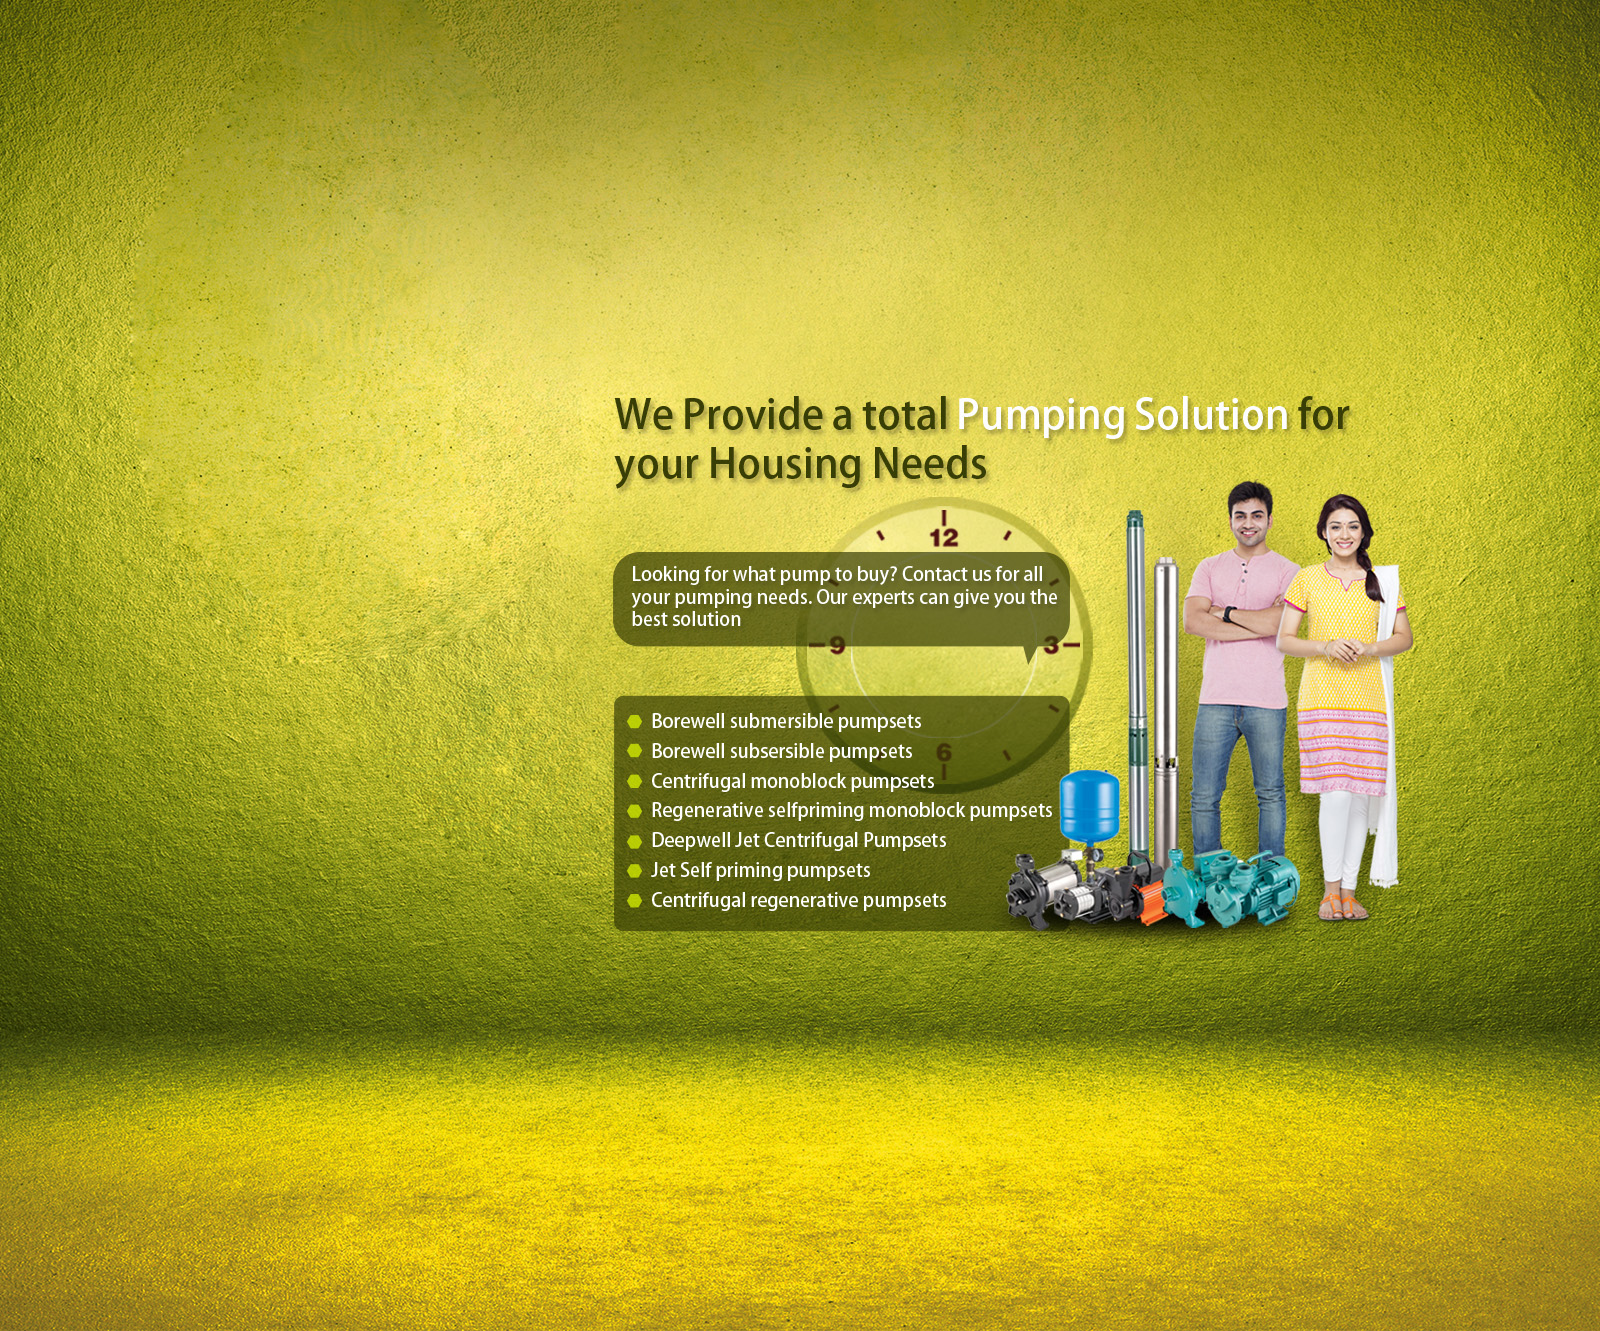 We Provide a total Pumping Solution for
your Housing Needs
12
Looking for what pump to buy? Contact us for all
your pumping needs. Our experts can give you the
best solution
9 3
Borewell submersible pumpsets
Borewell subsersible pumpsets
6
Centrifugal monoblock pumpsets
Regenerative selfpriming monoblock pumpsets
Deepwell Jet Centrifugal Pumpsets
Jet Self priming pumpsets
Centrifugal regenerative pumpsets